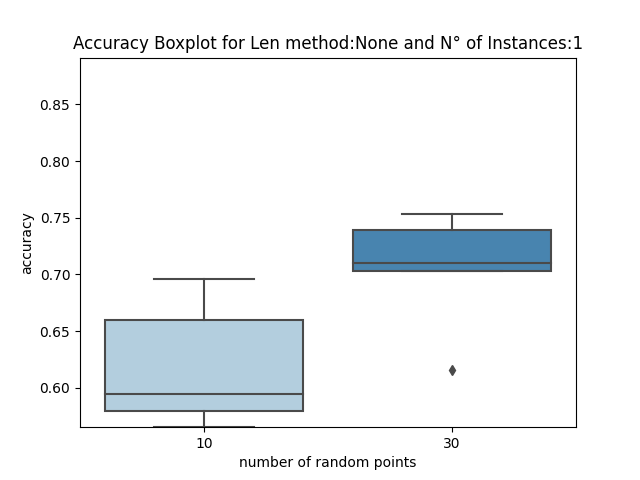 Accuracy Boxplot for Len method:None and N° of Instances:1
accuracy
0.85
0.80
0.75
0.70
0.65
0.60
10 30
number of random points